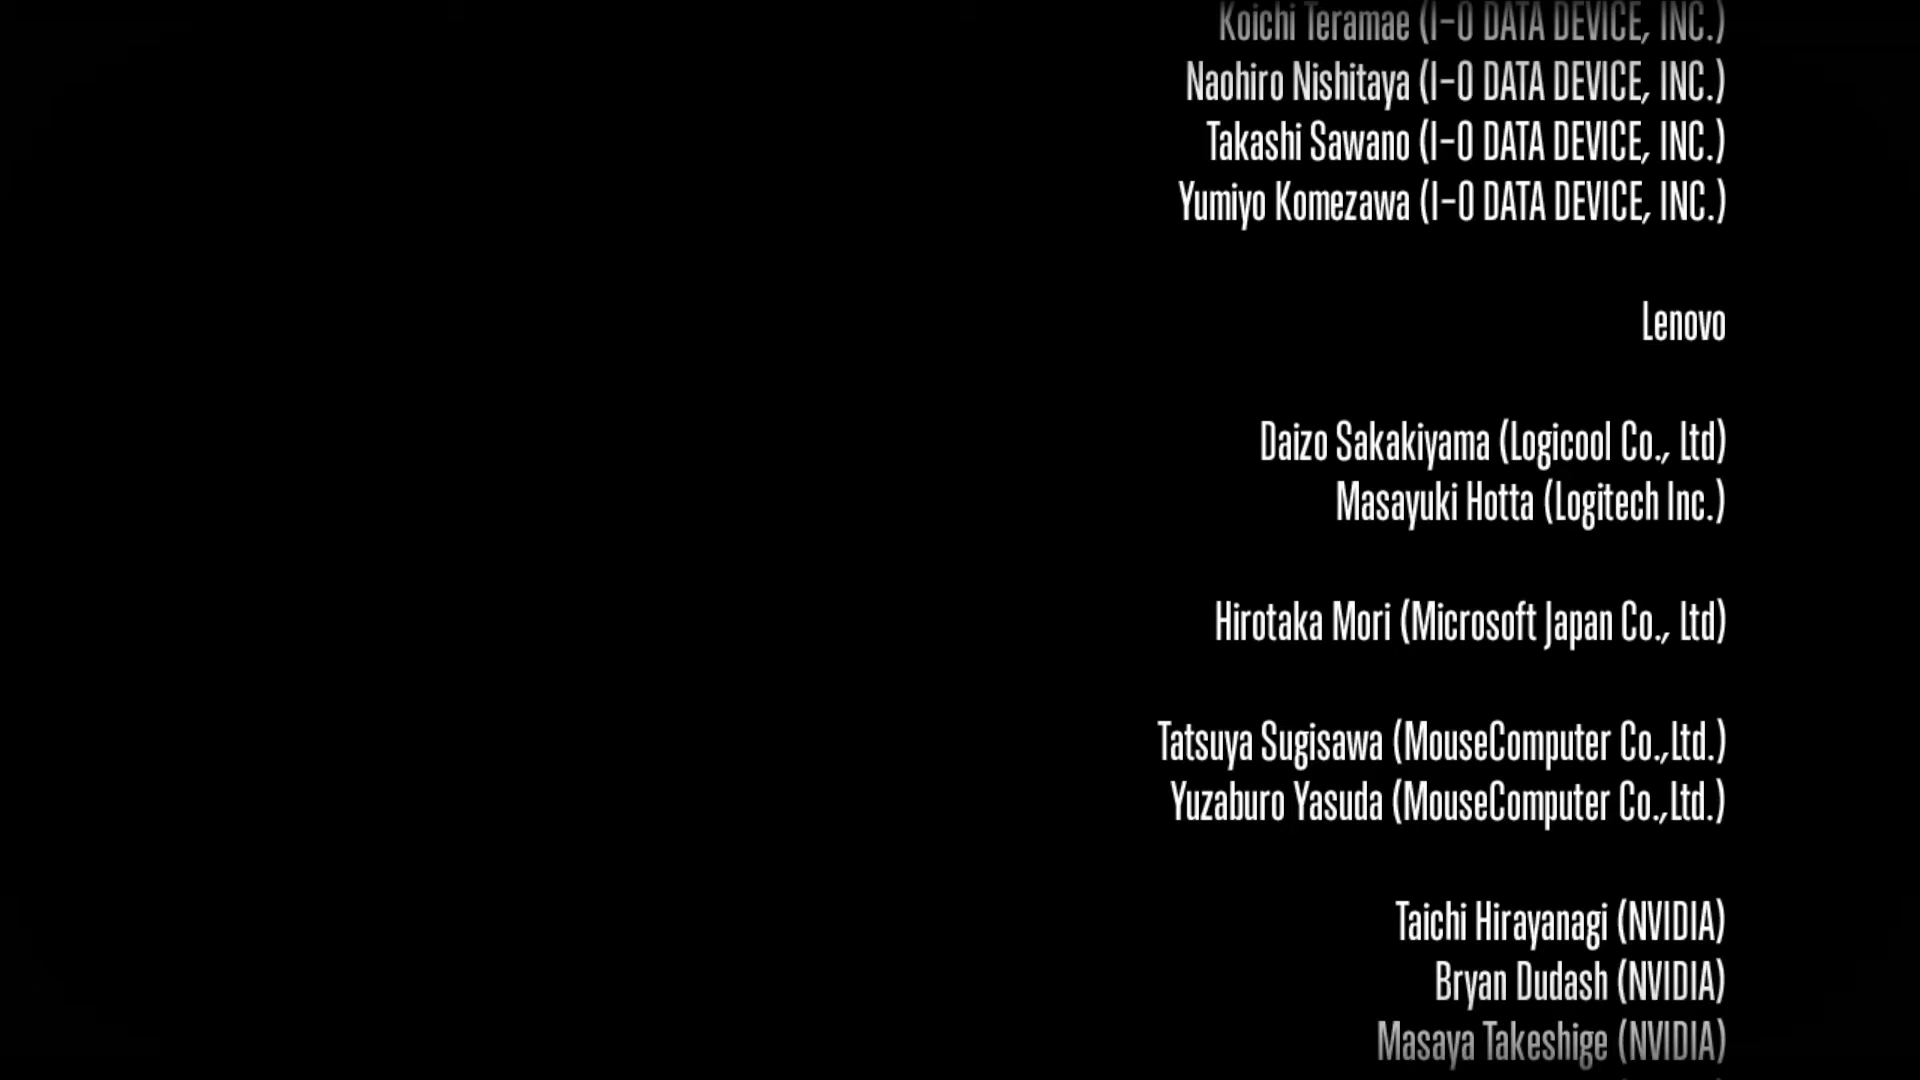 Koichi Teramae (I-O DATA DEVICE, INC.)
Naohiro Nishitaya (I-O DATA DEVICE, INC.)
Takashi Sawano (I-O DATA DEVICE, INC.)
Yumiyo Komezawa (I-O DATA DEVICE, INC.)
Lenovo
Daizo Sakakiyama (Logicool Co., Ltd)
Masayuki Hotta (Logitech Inc.)
Hirotaka Mori (Microsoft Japan Co., Ltd)
Tatsuya Sugisawa (MouseComputer Co.,Ltd.)
Yuzaburo Yasuda (MouseComputer Co.,Ltd.)
Taichi Hirayanagi (NVIDIA)
Bryan Dudash (NVIDIA)
Masaya Takeshige (NVIDIA)